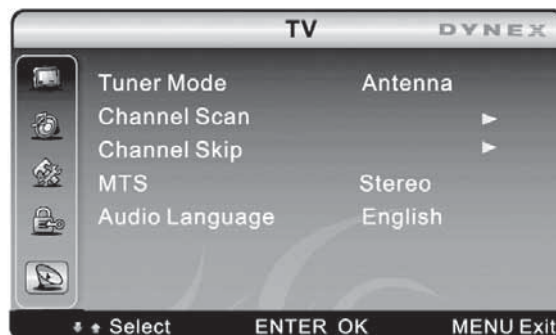 TV DYNEX
Tuner Mode Antenna
Channel Scan
Channel Skip
MTS Stereo
Audio Language English
Select ENTER OK MENU Exit